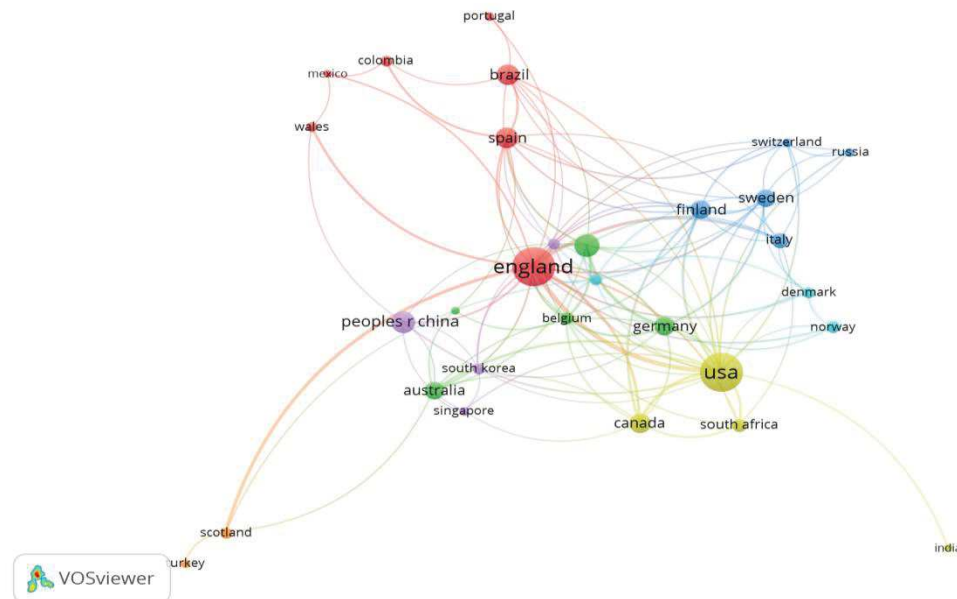 portugal
colombia
mexico
brazil
wales
spain
switzerland
russia
sweden
finland
italy
england
denmark
peoples r china
belgium
germany
norway
south korea
usa
australia
singapore
canada
south africa
scotland
india
urkey
VOSviewer